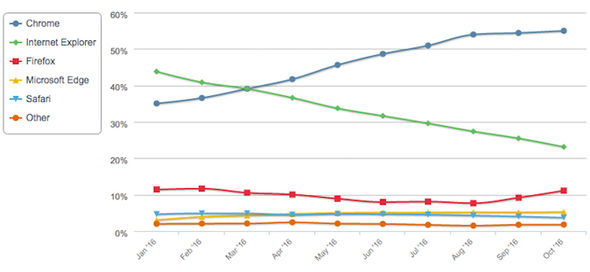 Chrome
Internet Explorer
Firefox
Microsoft Edge
Safari
Other
60%
50%
40%
30%
20%
10%
0%
Jan '16
Feb '16
Mar '16
Apr '16
May '16
Jun '16
Jul '16
Aug '16
Sep '16
Oct '16